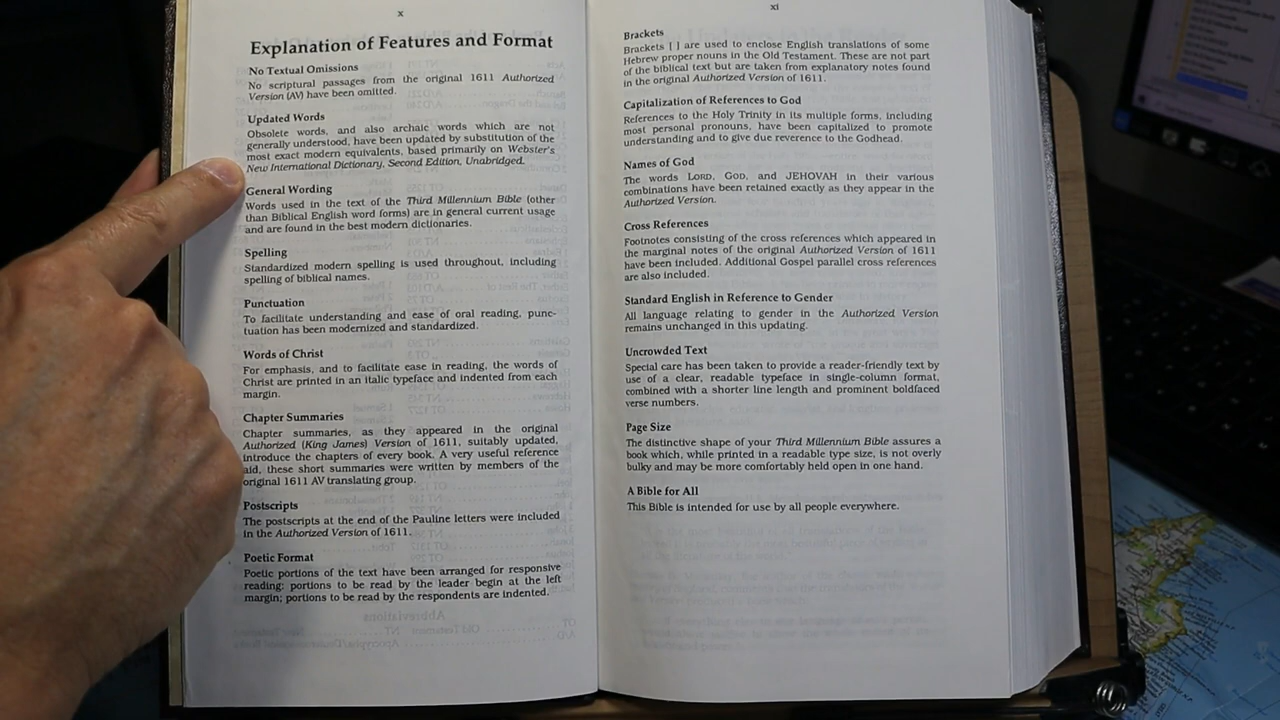 x
Explanation of Features and Format
No Textual Omissions
No scriptural passages from the original 1611 Authorized
Version (AV) have been omitted.
Updated Words
Obsolete words, and also archaic words which are not
generally understood, have been updated by substitution of the
most exact modern equivalents, based primarily on Webster's
New International Dictionary, Second Edition, Unabridged.
General Wording
Words used in the text of the Third Millennium Bible (other
than Biblical English word forms) are in general current usage
and are found in the best modern dictionaries.
Spelling
Standardized modern spelling is used throughout, including
spelling of biblical names.
Punctuation
To facilitate understanding and ease of oral reading, punc-
tuation has been modernized and standardized.
Words of Christ
For emphasis, and to facilitate ease in reading, the words of
Christ are printed in an italic typeface and indented from each
margin.
Chapter Summaries
Chapter summaries, as they appeared in the original
Authorized (King James) Version of 1611, suitably updated,
introduce the chapters of every book. A very useful reference
aid, these short summaries were written by members of the
original 1611 AV translating group.
Postscripts
The postscripts at the end of the Pauline letters were included
in the Authorized Version of 1611.
Poetic Format
Poetic portions of the text have been arranged for responsive
reading; portions to be read by the leader begin at the left
margin; portions to be read by the respondents are indented.
xi
Brackets
Brackets [ ] are used to enclose English translations of some
Hebrew proper nouns in the Old Testament. These are not part
of the biblical text but are taken from explanatory notes found
in the original Authorized Version of 1611.
Capitalization of References to God
References to the Holy Trinity in its multiple forms, including
most personal pronouns, have been capitalized to promote
understanding and to give due reverence to the Godhead.
Names of God
The words LORD, GOD, and JEHOVAH in their various
combinations have been retained exactly as they appear in the
Authorized Version.
Cross References
Footnotes consisting of the cross references which appeared in
the marginal notes of the original Authorized Version of 1611
have been included. Additional Gospel parallel cross references
are also included.
Standard English in Reference to Gender
All language relating to gender in the Authorized Version
remains unchanged in this updating.
Uncrowded Text
Special care has been taken to provide a reader-friendly text by
use of a clear, readable typeface in single-column format,
combined with a shorter line length and prominent boldfaced
verse numbers.
Page Size
The distinctive shape of your Third Millennium Bible assures a
book which, while printed in a readable type size, is not overly
bulky and may be more comfortably held open in one hand.
A Bible for All
This Bible is intended for use by all people everywhere.